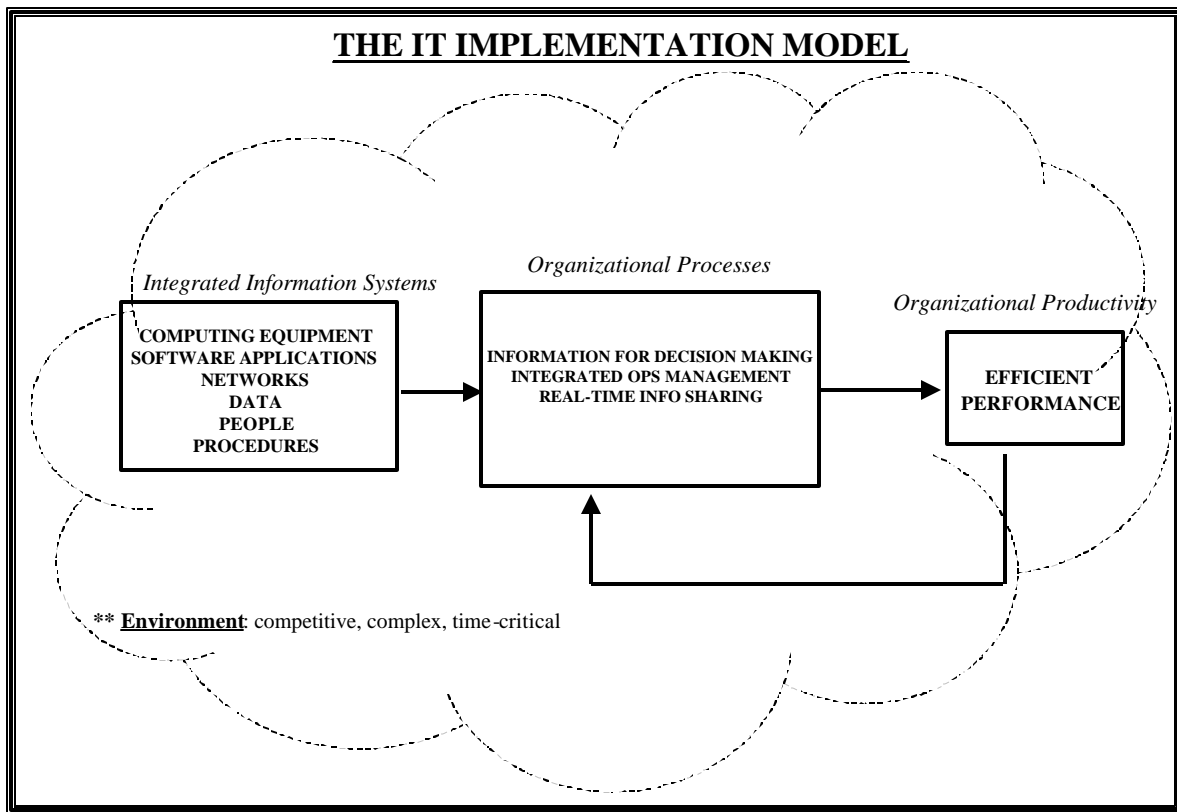 THE IT IMPLEMENTATION MODEL
Organizational Processes
Integrated Information Systems
Organizational Productivity
COMPUTING EQUIPMENT
SOFTWARE APPLICATIONS
NETWORKS
DATA
PEOPLE
PROCEDURES
INFORMATION FOR DECISION MAKING
INTEGRATED OPS MANAGEMENT
REAL-TIME INFO SHARING
EFFICIENT
PERFORMANCE
** Environment: competitive, complex, time-critical